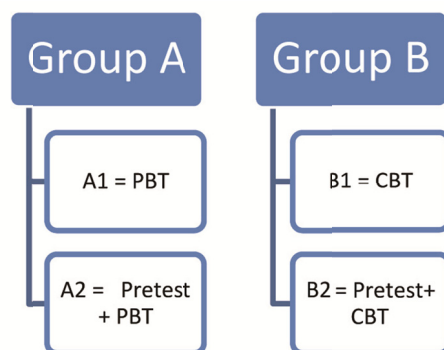 Group A
A1 = PBT
A2 = Pretest
+ PBT
Group B
B1 = CBT
B2 = Pretest+
CBT